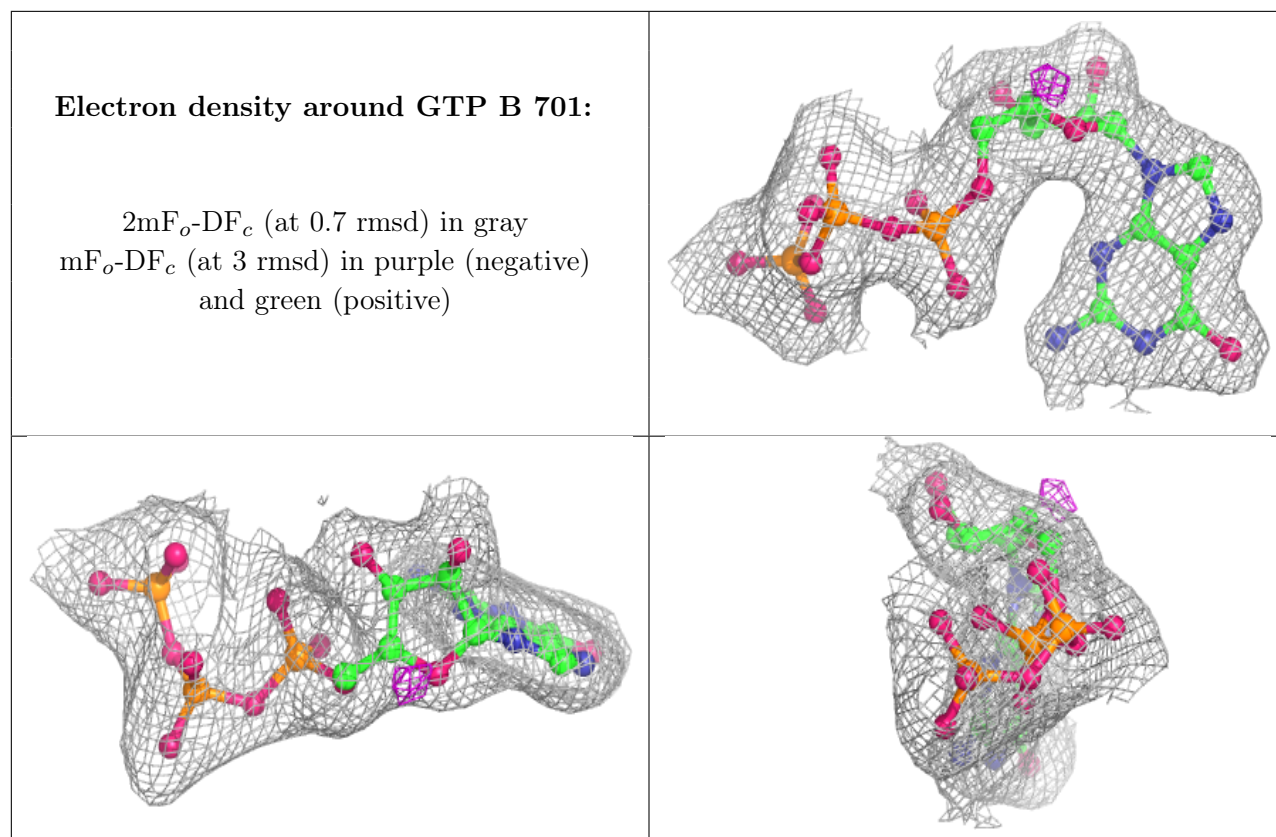 Electron density around GTP B 701:
2mFo-DFc (at 0.7 rmsd) in gray
mFo-DFc (at 3 rmsd) in purple (negative)
and green (positive)